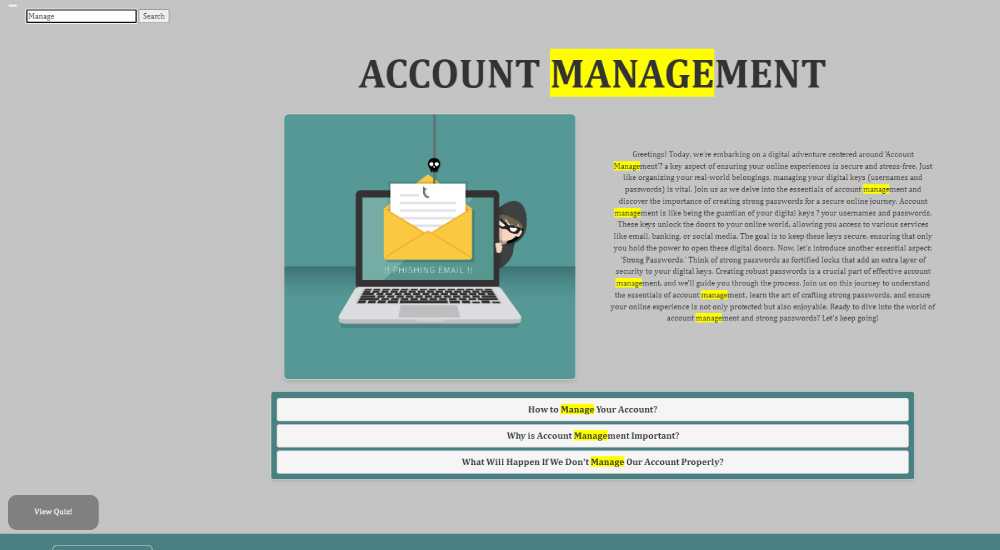 Manage Search
ACCOUNT MANAGEMENT
!! PHISHING EMAIL !!
Greetings! Today, we're embarking on a digital adventure centered around 'Account
Management'? a key aspect of ensuring your online experiences is secure and stress-free. Just
like organizing your real-world belongings, managing your digital keys (usernames and
passwords) is vital. Join us as we delve into the essentials of account management and
discover the importance of creating strong passwords for a secure online journey. Account
management is like being the guardian of your digital keys ? your usernames and passwords.
These keys unlock the doors to your online world, allowing you access to various services
like email, banking, or social media. The goal is to keep these keys secure, ensuring that only
you hold the power to open these digital doors. Now, let's introduce another essential aspect:
'Strong Passwords.' Think of strong passwords as fortified locks that add an extra layer of
security to your digital keys. Creating robust passwords is a crucial part of effective account
management, and we'll guide you through the process. Join us on this journey to understand
the essentials of account management, learn the art of crafting strong passwords, and ensure
your online experience is not only protected but also enjoyable. Ready to dive into the world of
account management and strong passwords? Let's keep going!
How to Manage Your Account?
Why is Account Management Important?
What Will Happen If We Don't Manage Our Account Properly?
View Quiz!